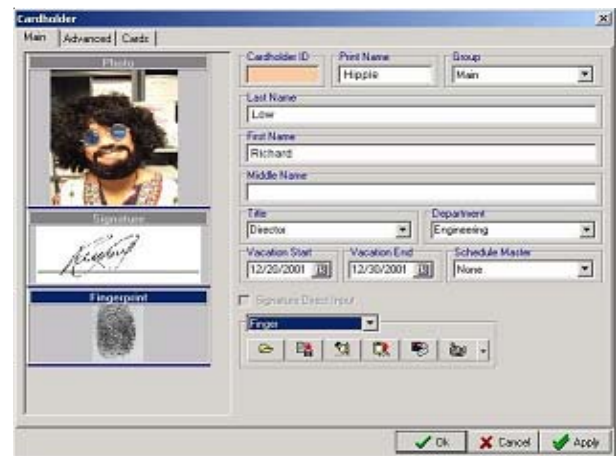 Cardholder
Main Advanced Cards
Photo
Signature
Fingerprint
Cardholder ID Print Name Group
Hippie Main
Last Name
Low
First Name
Richard
Middle Name
Title Department
Director Engineering
Vacation Start Vacation End Schedule Master
12/20/2001 12/30/2001 None
Signature Direct Input
Finger
Ok Cancel Apply